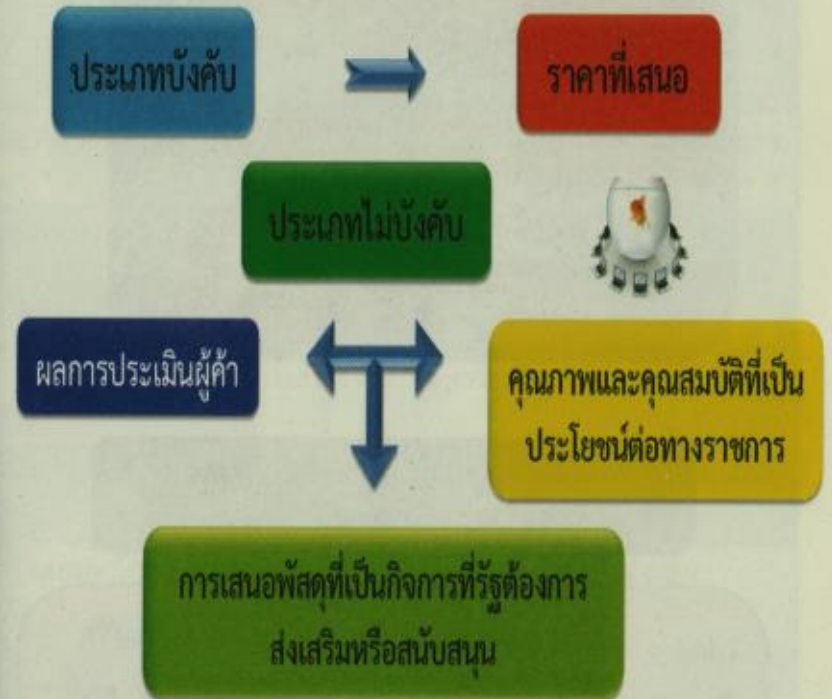 ประเภทบังคับ
ราคาที่เสนอ
ประเภทไม่บังคับ
ผลการประเมินผู้ค้า
คุณภาพและคุณสมบัติที่เป็น
ประโยชน์ต่อทางราชการ
การเสนอพัสดุที่เป็นกิจการที่รัฐต้องการ
ส่งเสริมหรือสนับสนุน